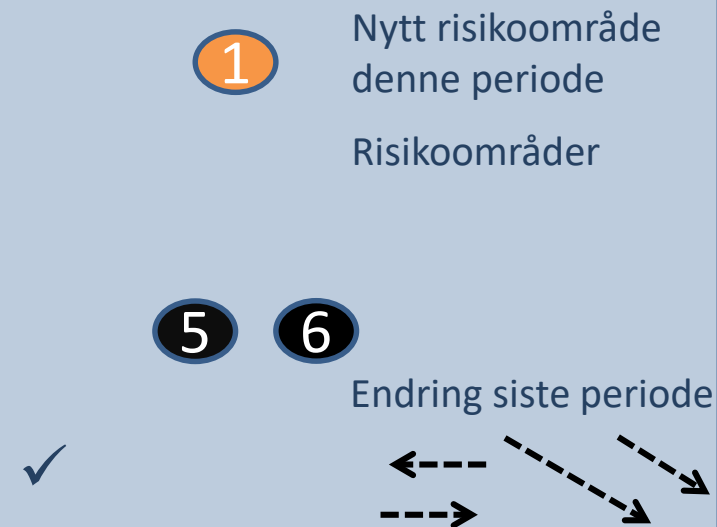 1
Nytt risikoområde
denne periode
Risikoområder
5 6
Endring siste periode